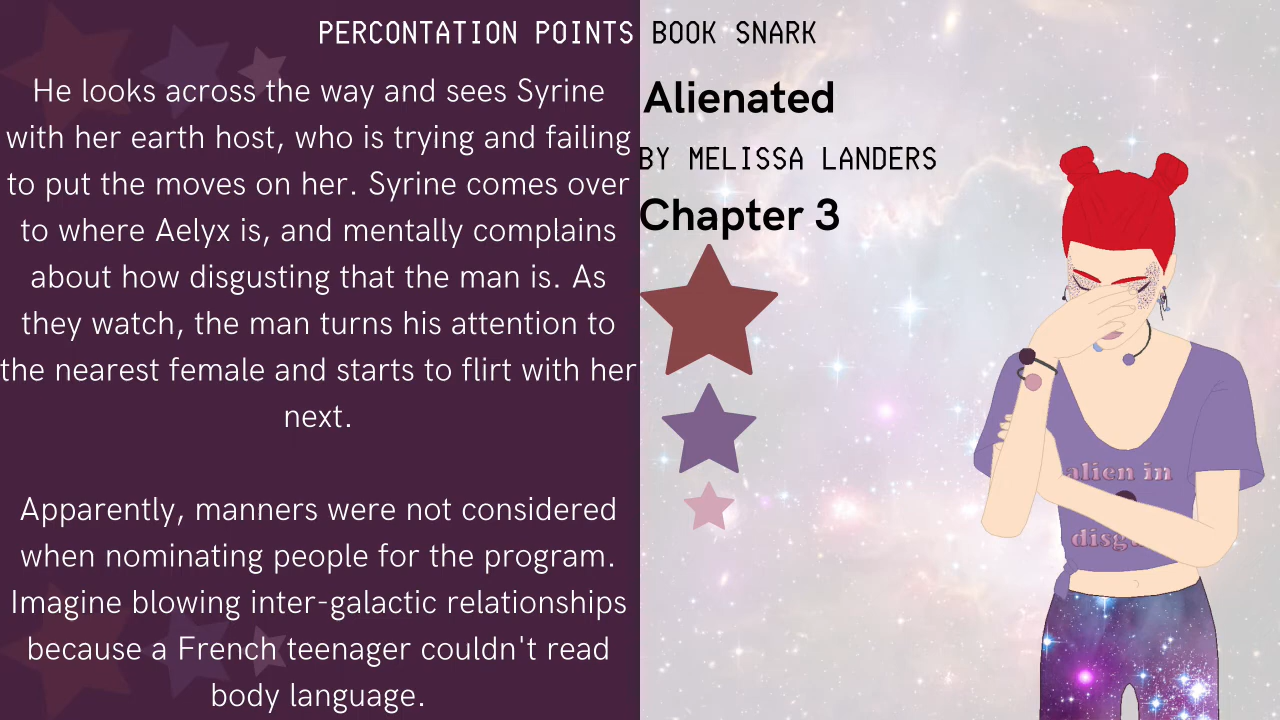 PERCONTATION POINTS BOOK SNARK
He looks across the way and sees Syrine
with her earth host, who is trying and failing
to put the moves on her. Syrine comes over
to where Aelyx is, and mentally complains
about how disgusting that the man is. As
they watch, the man turns his attention to
the nearest female and starts to flirt with her
next.
Apparently, manners were not considered
when nominating people for the program.
Imagine blowing inter-galactic relationships
because a French teenager couldn't read
body language.
Alienated
BY MELISSA LANDERS
Chapter 3
alien in